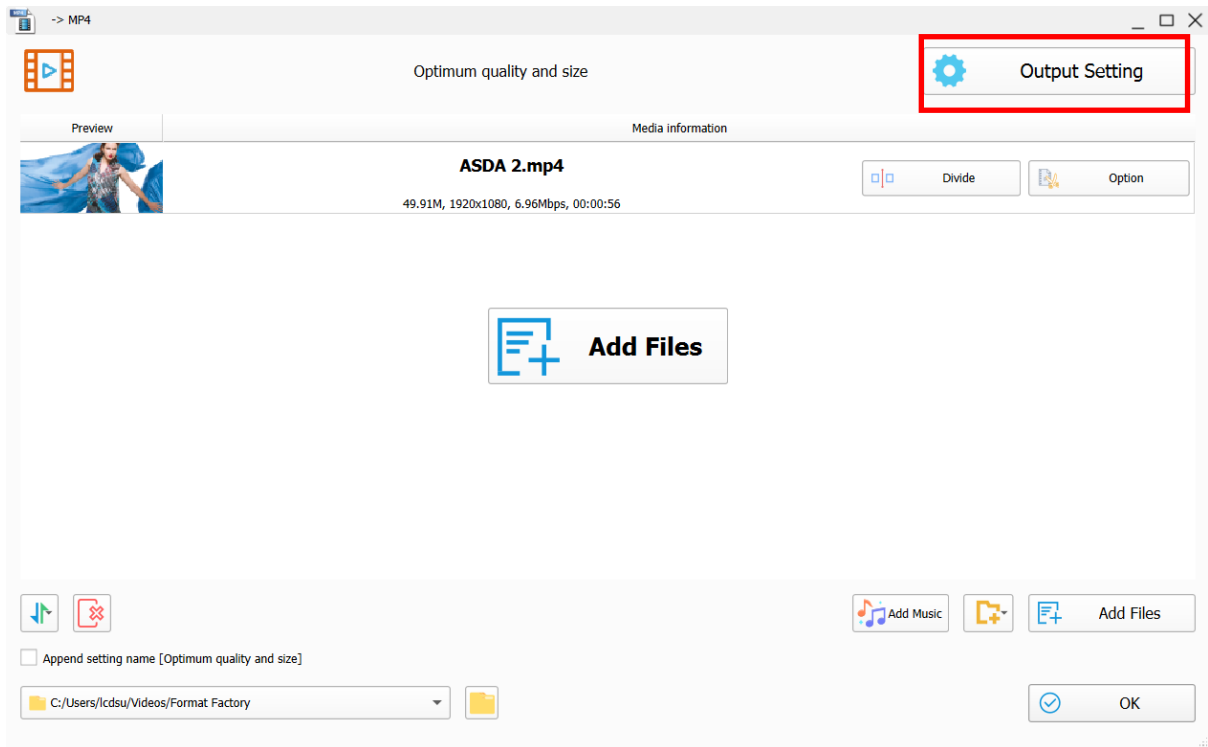 MP4
-> MP4
Optimum quality and size
Output Setting
Preview
Media information
ASDA 2.mp4
49.91M, 1920x1080, 6.96Mbps, 00:00:56
Divide
Option
Add Files
Add Music
Add Files
Append setting name [Optimum quality and size]
C:/Users/lcdsu/Videos/Format Factory
OK